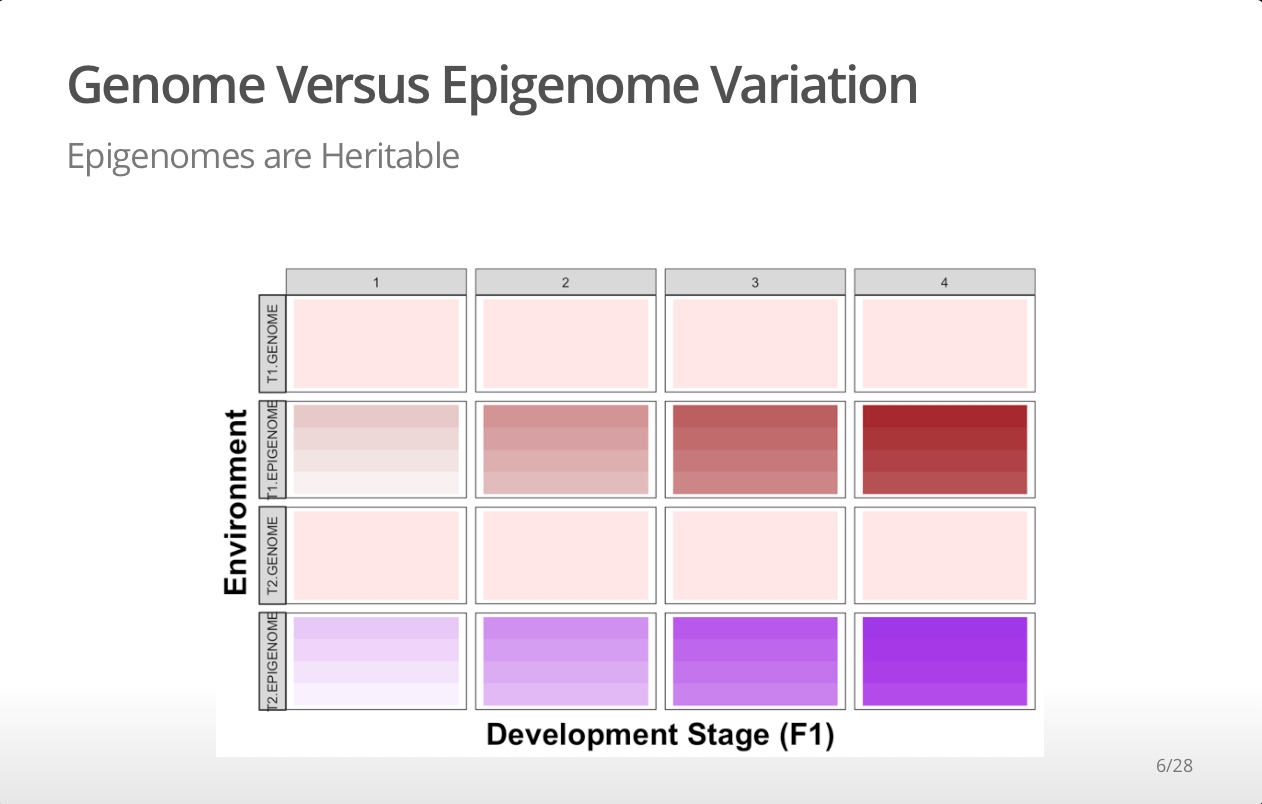 Genome Versus Epigenome Variation
Epigenomes are Heritable
1 2 3 4
T1.GENOME
T1.EPIGENOME
T2.GENOME
T2.EPIGENOME
Environment
Development Stage (F1)
6/28